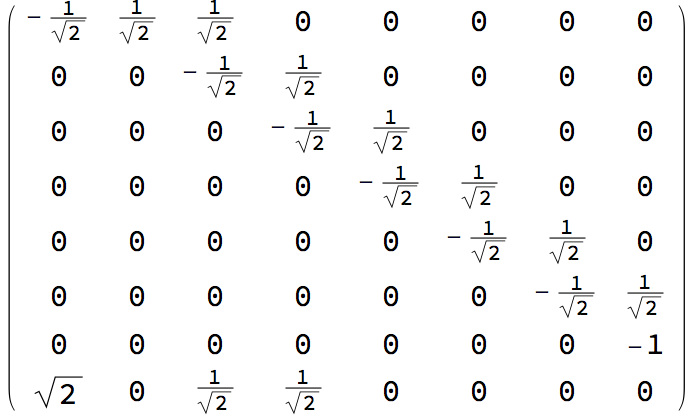 -1/√2 1/√2 1/√2 0 0 0 0 0
0 0 -1/√2 1/√2 0 0 0 0
0 0 0 -1/√2 1/√2 0 0 0
0 0 0 0 -1/√2 1/√2 0 0
0 0 0 0 0 -1/√2 1/√2 0
0 0 0 0 0 0 -1/√2 1/√2
0 0 0 0 0 0 0 -1
√2 0 1/√2 1/√2 0 0 0 0